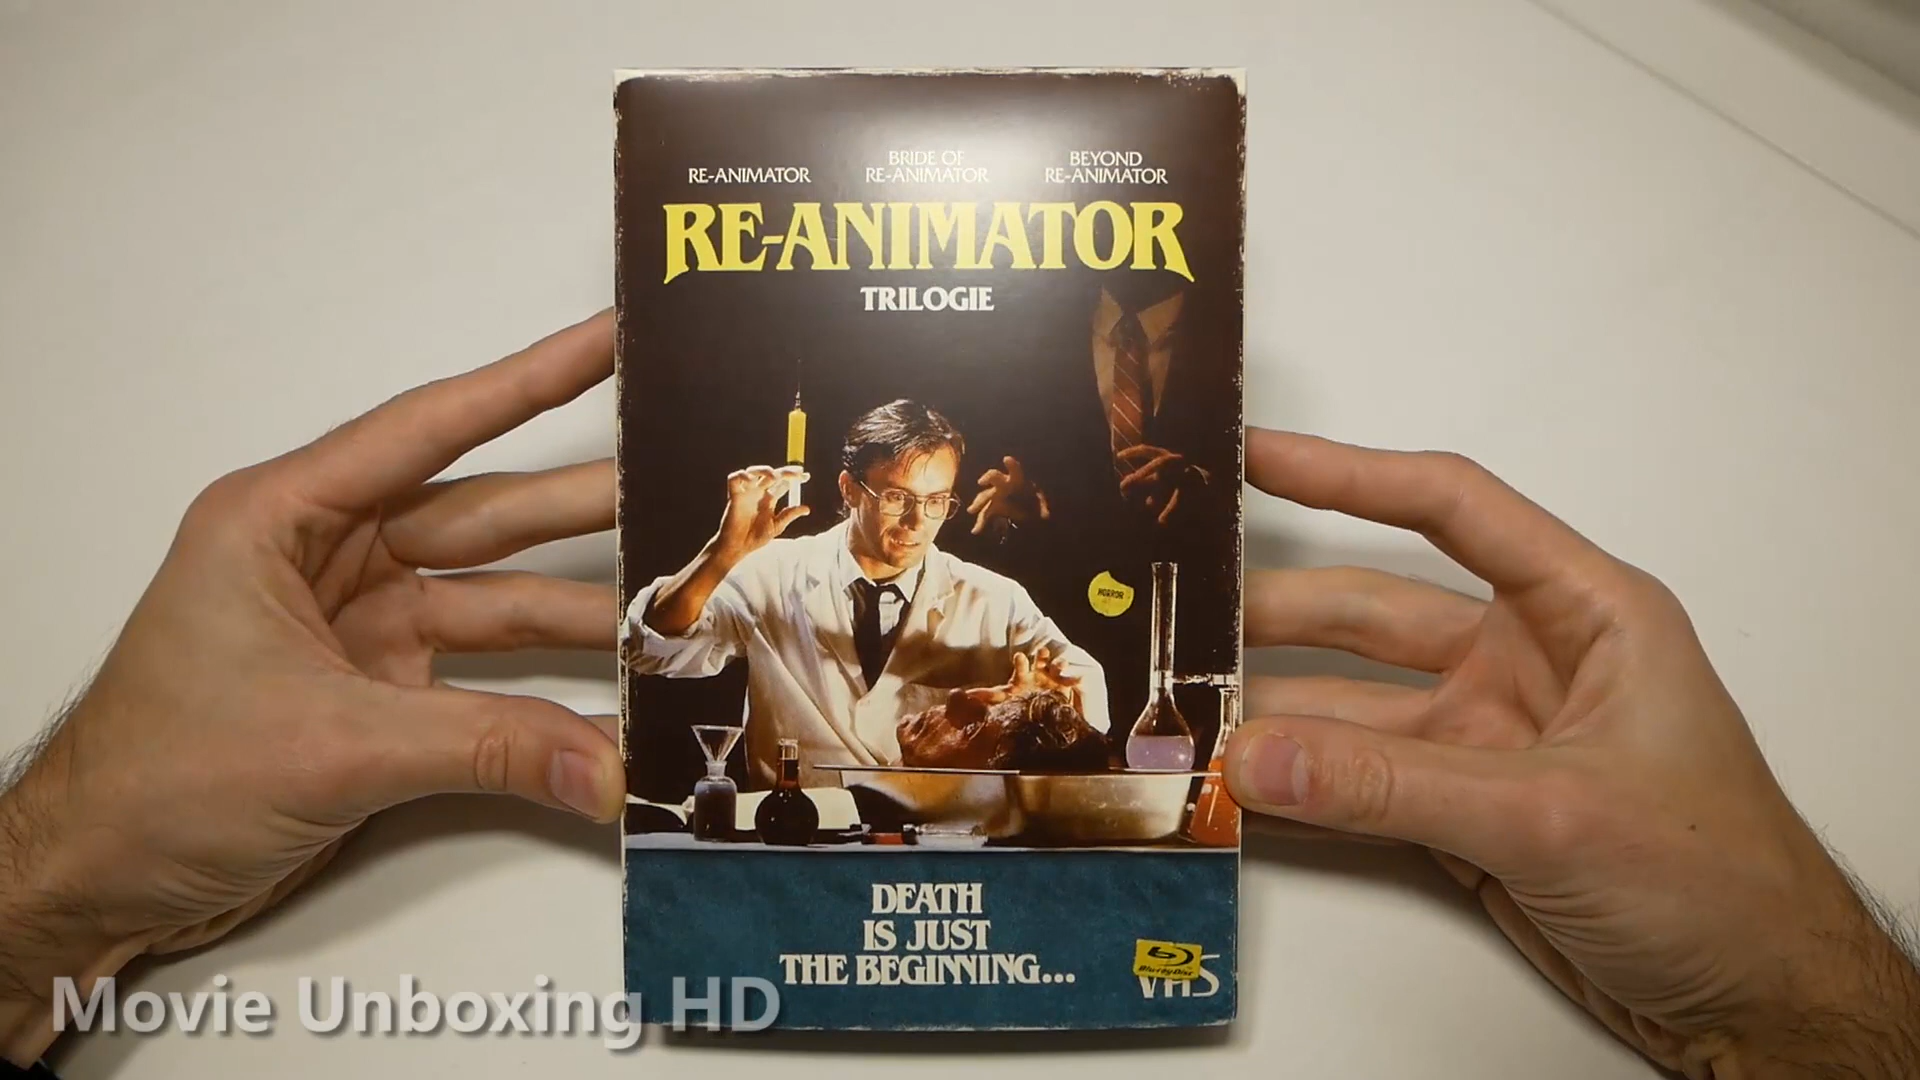 RE-ANIMATOR
BRIDE OF
RE-ANIMATOR
BEYOND
RE-ANIMATOR
RE-ANIMATOR
TRILOGIE
HORROR
DEATH
IS JUST
THE BEGINNING...
Blu-ray Disc
VHS
Movie Unboxing HD